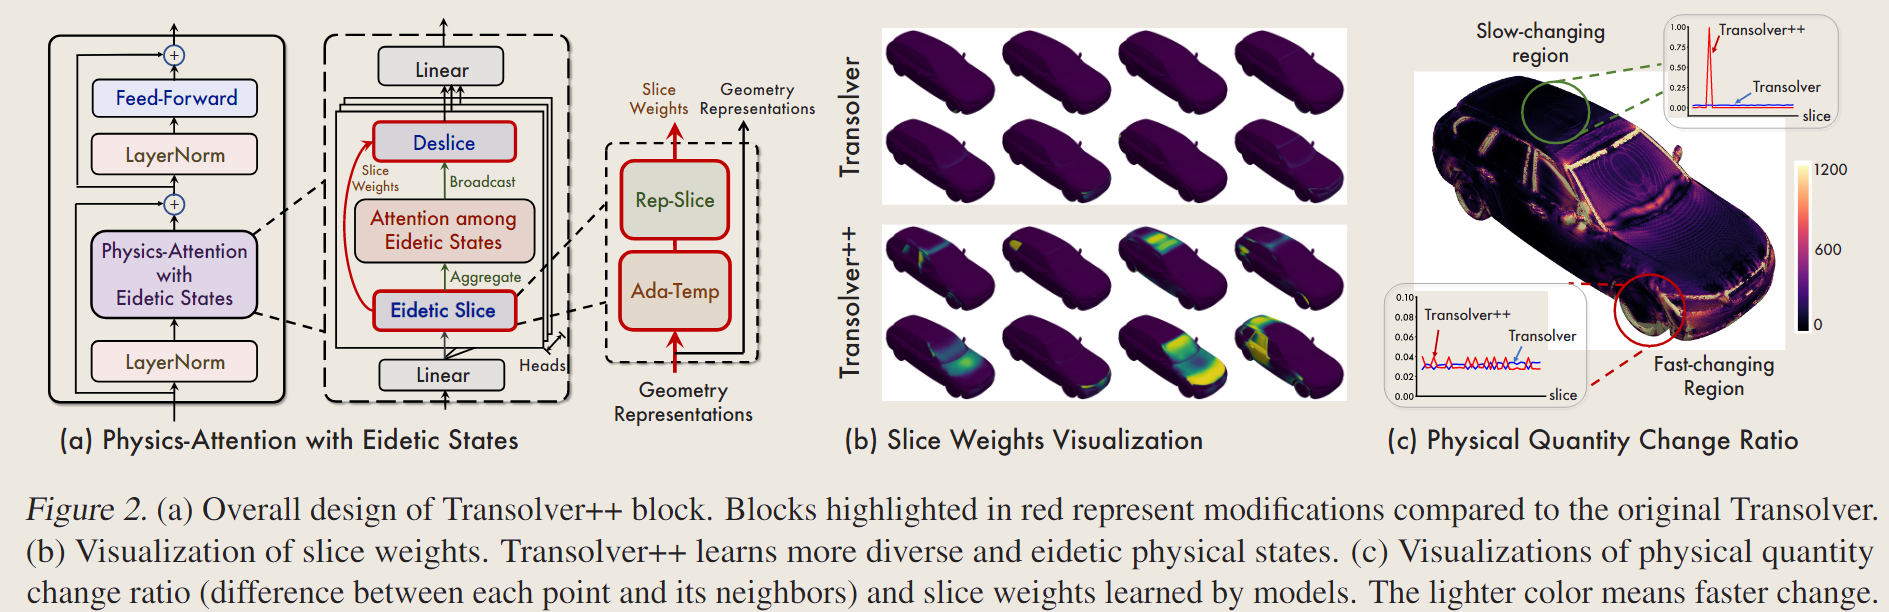 +
Feed-Forward
LayerNorm
+
Physics-Attention
with
Eidetic States
LayerNorm
Linear
Deslice
Slice
Weights
Broadcast
Attention among
Eidetic States
Aggregate
Eidetic Slice
Heads
Linear
Slice
Weights
Geometry
Representations
Rep-Slice
Ada-Temp
Geometry
Representations
(a) Physics-Attention with Eidetic States
Transolver
Transolver++
(b) Slice Weights Visualization
Slow-changing
region
1.00
0.75
0.50
0.25
0.00
Transolver++
Transolver
slice
1200
600
0
0.10
0.08
0.06
0.04
0.02
0.00
Transolver++
Transolver
slice
Fast-changing
Region
(c) Physical Quantity Change Ratio
Figure 2. (a) Overall design of Transolver++ block. Blocks highlighted in red represent modifications compared to the original Transolver.
(b) Visualization of slice weights. Transolver++ learns more diverse and eidetic physical states. (c) Visualizations of physical quantity
change ratio (difference between each point and its neighbors) and slice weights learned by models. The lighter color means faster change.